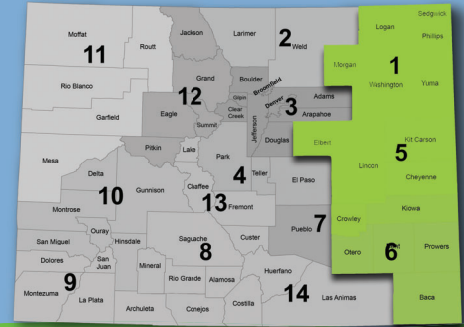 Sedgwick
Logan
Phillips
Jackson
Larimer
2
Weld
Moffat
Routt
11
Morgan
1
Washington
Yuma
Rio Blanco
Grand
Boulder
Broomfield
12
Gilpin
Denver
3
Adams
Clear
Creek
Arapahoe
Garfield
Eagle
Summit
Jefferson
Douglas
Elbert
Kit Carson
5
Pitkin
Lake
Park
Mesa
Lincon
Cheyenne
Delta
4
Teller
El Paso
10
Gunnison
Chaffee
13
Fremont
Kiowa
Montrose
Crowley
7
Pueblo
Ouray
San Miguel
Hinsdale
Saguache
Custer
8
Otero
6
Prowers
Dolores
San
Juan
Mineral
Huerfano
9
Rio Grande
Alamosa
14
Las Animas
Baca
Montezuma
La Plata
Archuleta
Conejos
Costilla